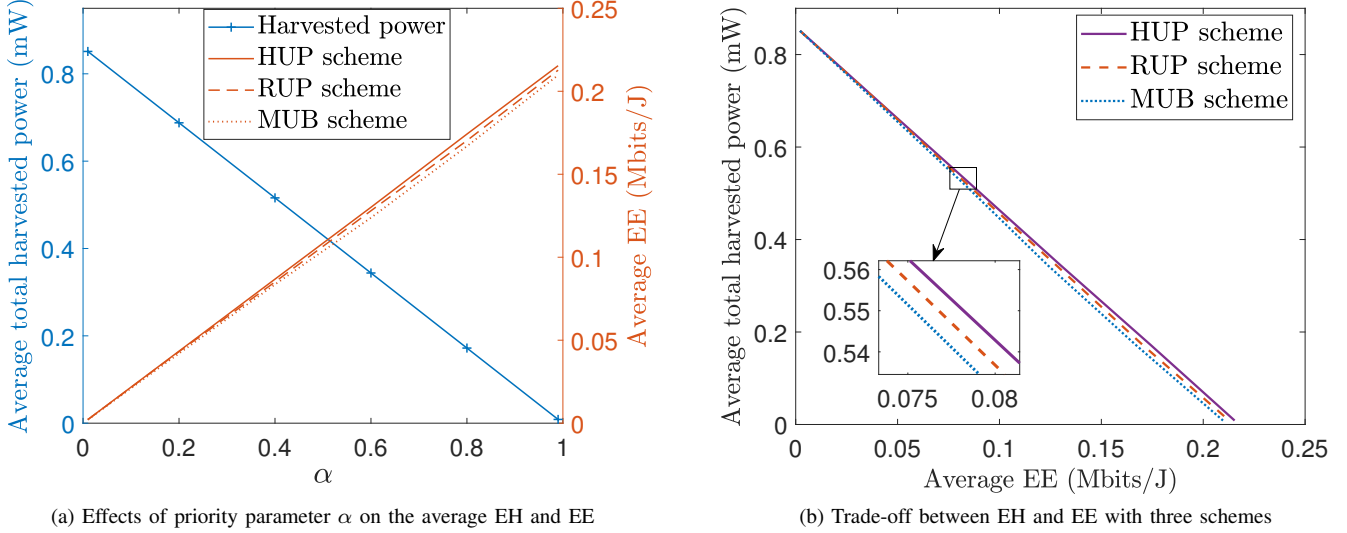 Average total harvested power (mW)
0.8
0.6
0.4
0.2
0
0
0.2
0.4
0.6
0.8
1
α
0.25
0.2
0.15
0.1
0.05
0
Average EE (Mbits/J)
Harvested power
HUP scheme
RUP scheme
MUB scheme
(a) Effects of priority parameter α on the average EH and EE
Average total harvested power (mW)
0.8
0.6
0.4
0.2
0
0
0.05
0.1
0.15
0.2
0.25
Average EE (Mbits/J)
HUP scheme
RUP scheme
MUB scheme
0.56
0.55
0.54
0.075
0.08
(b) Trade-off between EH and EE with three schemes